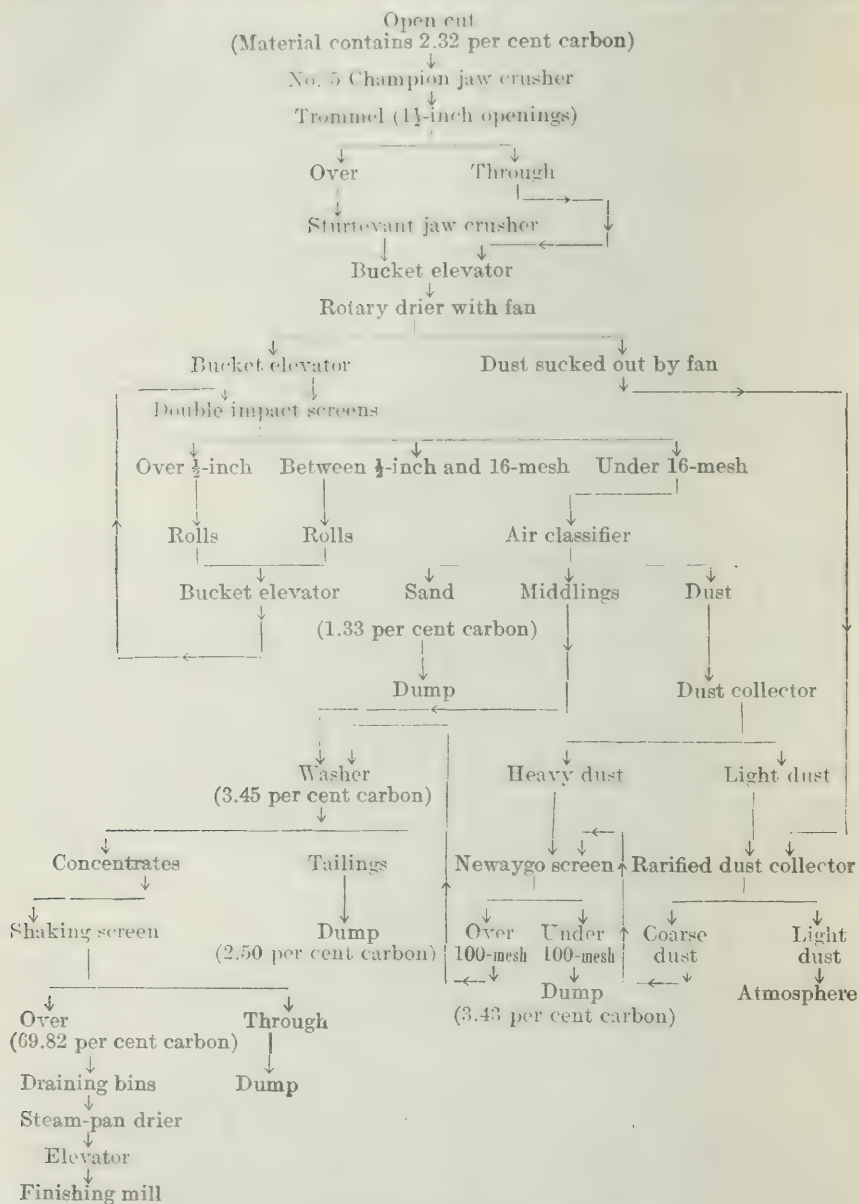 Open cut
(Material contains 2.32 per cent carbon)
No. 5 Champion jaw crusher
Trommel (1½-inch openings)
Over Through
Sturtevant jaw crusher
Bucket elevator
Rotary drier with fan
Bucket elevator Dust sucked out by fan
Double impact screens
Over ½-inch Between ½-inch and 16-mesh Under 16-mesh
Rolls Rolls Air classifier
Bucket elevator Sand Middlings Dust
(1.33 per cent carbon)
Dump Dust collector
Washer Heavy dust Light dust
(3.45 per cent carbon)
Concentrates Tailings Newaygo screen Rarified dust collector
Shaking screen Dump Over Under Coarse Light
(2.50 per cent carbon) 100-mesh 100-mesh dust dust
Dump Atmosphere
Over Through (3.43 per cent carbon)
(69.82 per cent carbon)
Draining bins Dump
Steam-pan drier
Elevator
Finishing mill